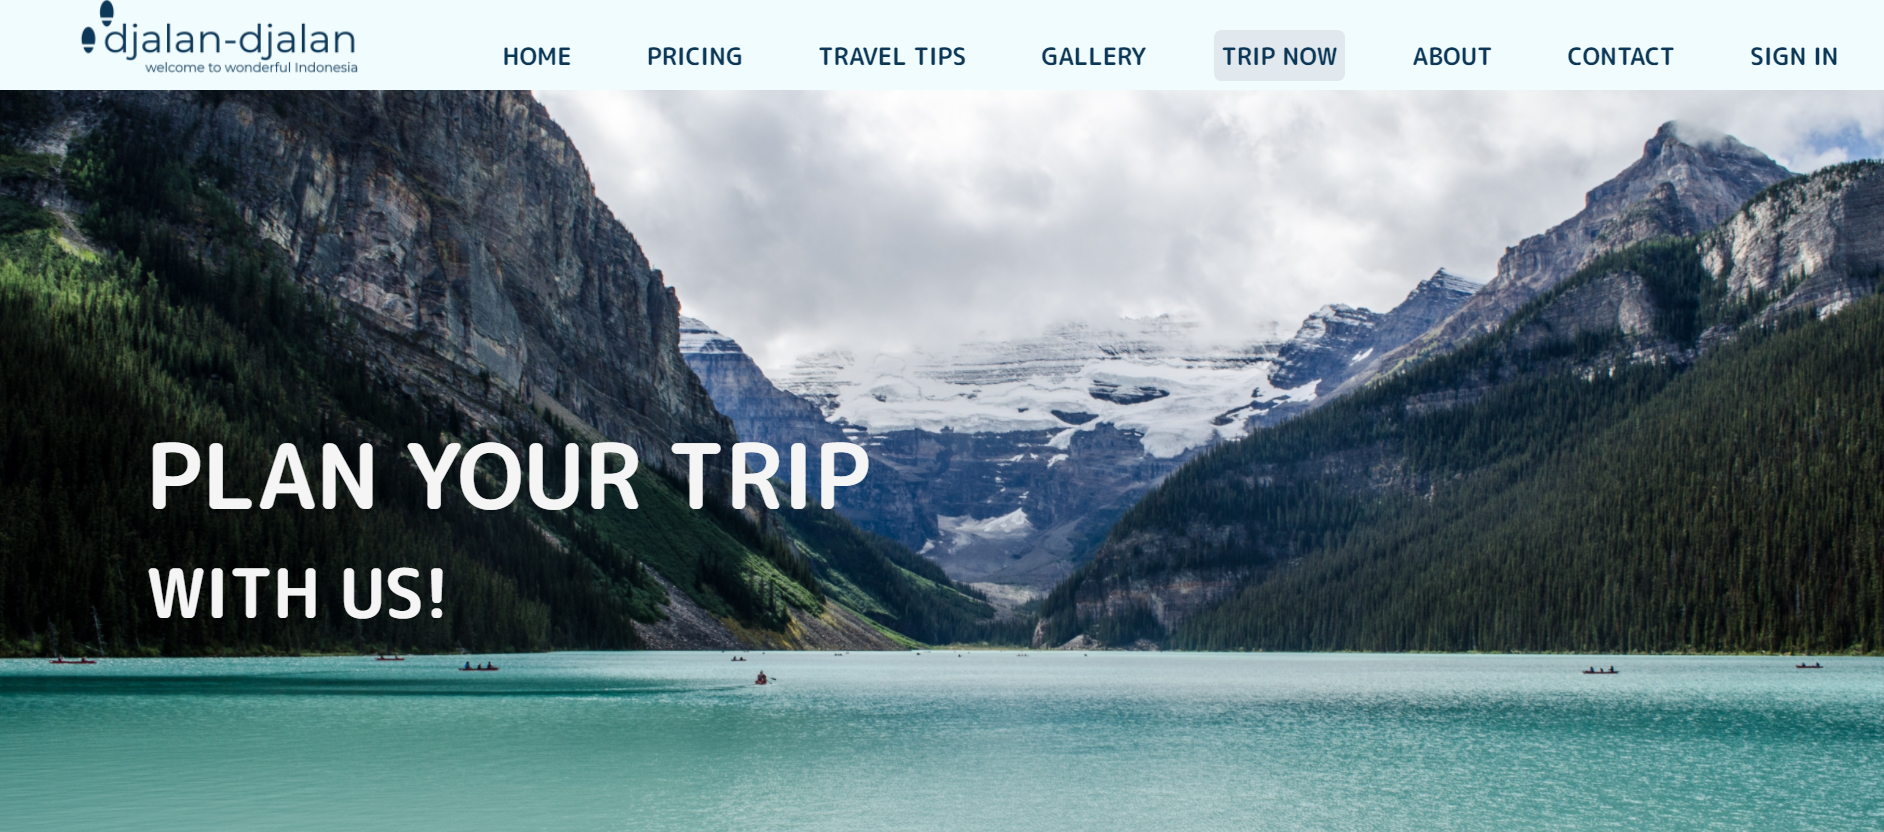 djalan-djalan
welcome to wonderful Indonesia
HOME PRICING TRAVEL TIPS GALLERY TRIP NOW ABOUT CONTACT SIGN IN
PLAN YOUR TRIP
WITH US!